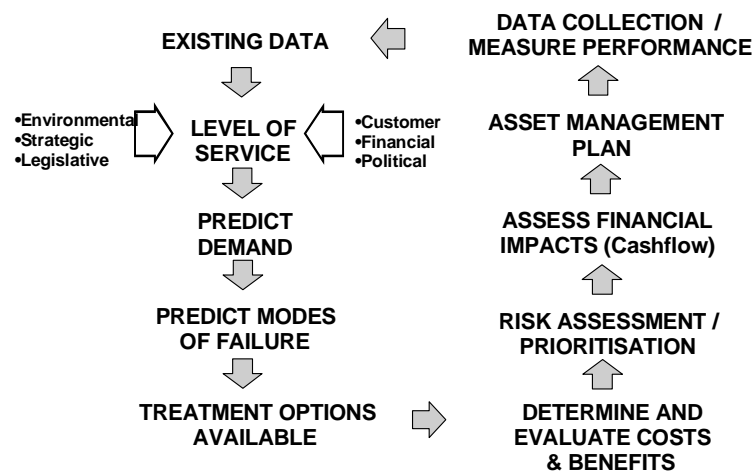 EXISTING DATA
DATA COLLECTION /
MEASURE PERFORMANCE
•Environmental
•Strategic
•Legislative
LEVEL OF
SERVICE
•Customer
•Financial
•Political
ASSET MANAGEMENT
PLAN
PREDICT
DEMAND
ASSESS FINANCIAL
IMPACTS (Cashflow)
PREDICT MODES
OF FAILURE
RISK ASSESSMENT /
PRIORITISATION
TREATMENT OPTIONS
AVAILABLE
DETERMINE AND
EVALUATE COSTS
& BENEFITS